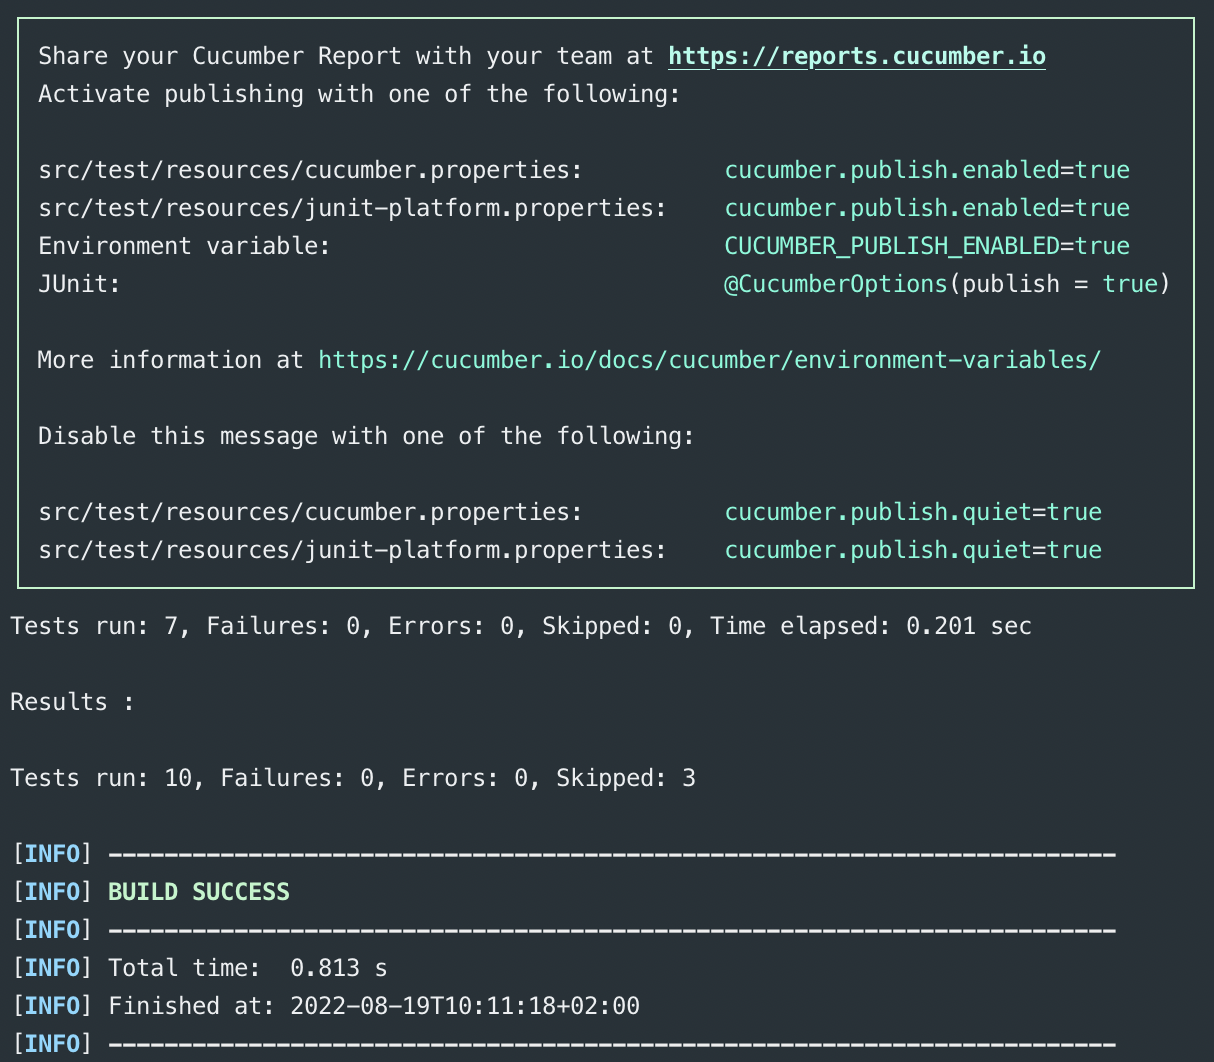 Share your Cucumber Report with your team at https://reports.cucumber.io
Activate publishing with one of the following:
src/test/resources/cucumber.properties: cucumber.publish.enabled=true
src/test/resources/junit-platform.properties: cucumber.publish.enabled=true
Environment variable: CUCUMBER_PUBLISH_ENABLED=true
JUnit: @CucumberOptions(publish = true)
More information at https://cucumber.io/docs/cucumber/environment-variables/
Disable this message with one of the following:
src/test/resources/cucumber.properties: cucumber.publish.quiet=true
src/test/resources/junit-platform.properties: cucumber.publish.quiet=true
Tests run: 7, Failures: 0, Errors: 0, Skipped: 0, Time elapsed: 0.201 sec
Results :
Tests run: 10, Failures: 0, Errors: 0, Skipped: 3
[INFO] ------------------------------------------------------------------------
[INFO] BUILD SUCCESS
[INFO] ------------------------------------------------------------------------
[INFO] Total time:  0.813 s
[INFO] Finished at: 2022-08-19T10:11:18+02:00
[INFO] ------------------------------------------------------------------------